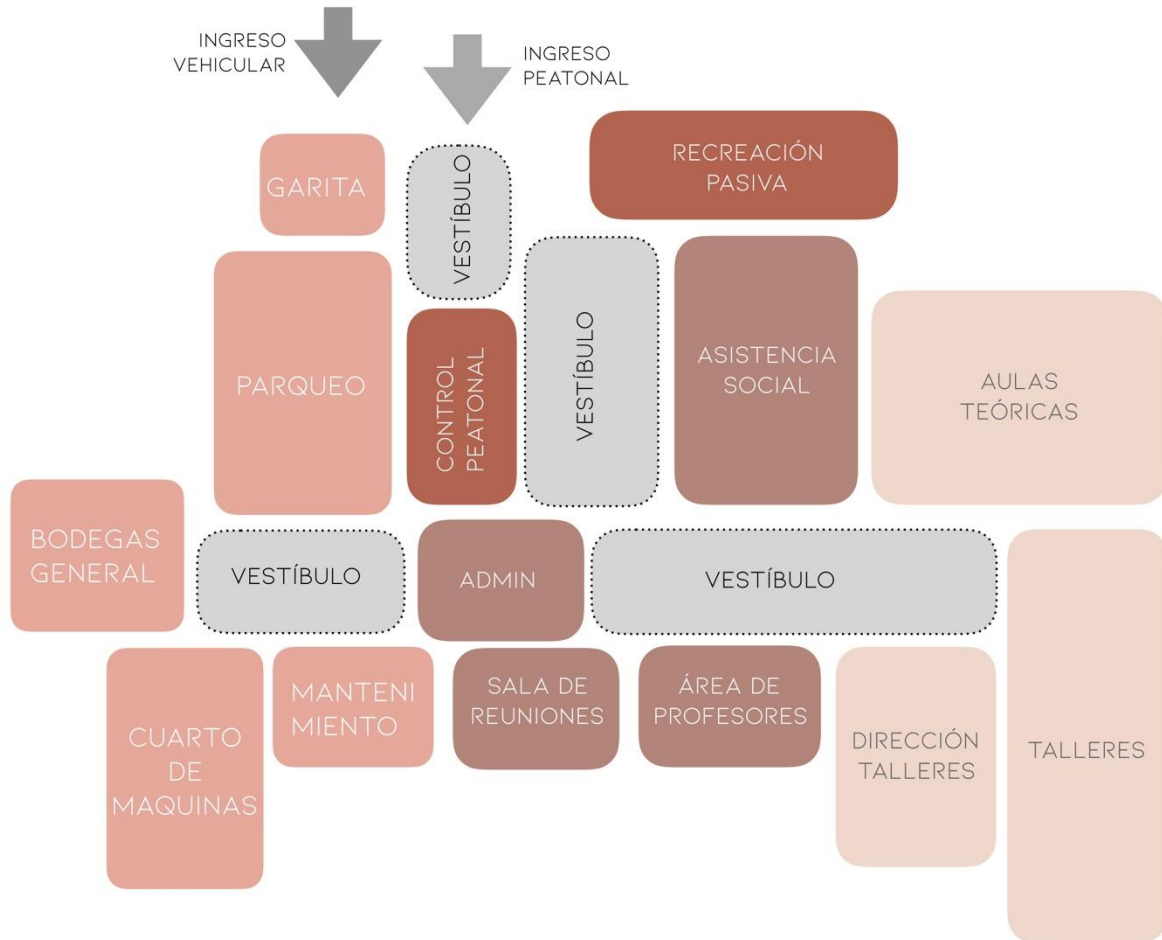 INGRESO
VEHICULAR
INGRESO
PEATONAL
GARITA
VESTÍBULO
RECREACIÓN
PASIVA
PARQUEO
CONTROL
PEATONAL
VESTÍBULO
ASISTENCIA
SOCIAL
AULAS
TEÓRICAS
BODEGAS
GENERAL
VESTÍBULO
ADMIN
VESTÍBULO
CUARTO
DE
MAQUINAS
MANTENI
MIENTO
SALA DE
REUNIONES
ÁREA DE
PROFESORES
DIRECCIÓN
TALLERES
TALLERES